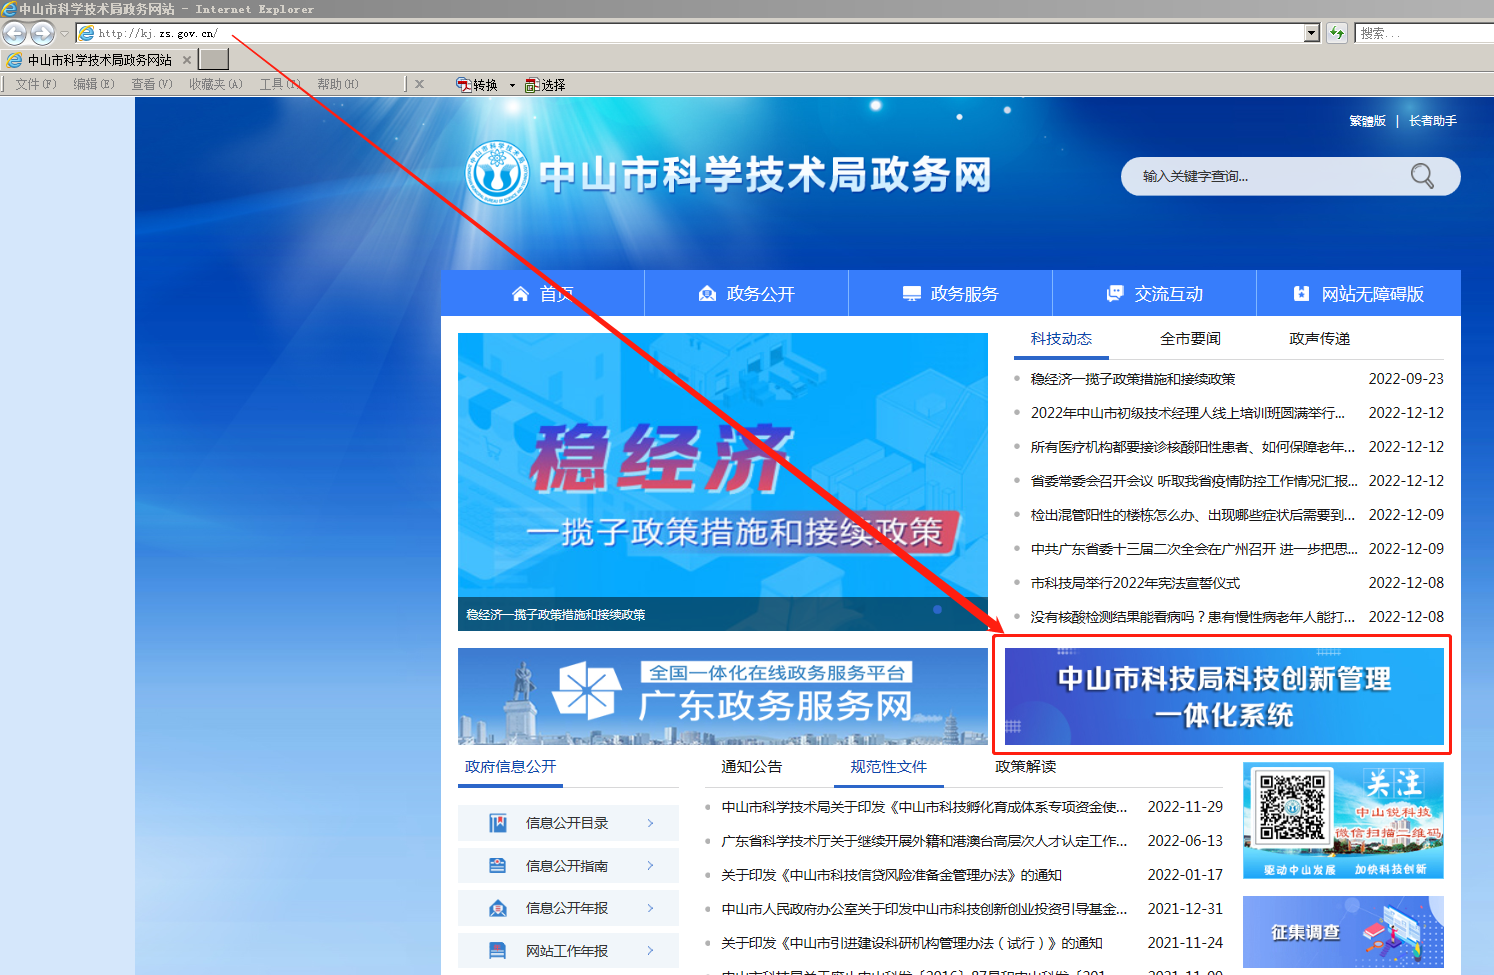 中山市科学技术局政务网站 - Internet Explorer
http://kj.zs.gov.cn/
搜索...
中山市科学技术局政务网站
文件(F) 编辑(E) 查看(V) 收藏夹(A) 工具(T) 帮助(H)
转换 选择
繁體版 | 长者助手
中山市科学技术局政务网
输入关键字查询...
首页 政务公开 政务服务 交流互动 网站无障碍版
稳经济
一揽子政策措施和接续政策
稳经济一揽子政策措施和接续政策
科技动态 全市要闻 政声传递
稳经济一揽子政策措施和接续政策 2022-09-23
2022年中山市初级技术经理人线上培训班圆满举行... 2022-12-12
所有医疗机构都要接诊核酸阳性患者、如何保障老年... 2022-12-12
省委常委会召开会议 听取我省疫情防控工作情况汇报... 2022-12-12
检出混管阳性的楼栋怎么办、出现哪些症状后需要到... 2022-12-09
中共广东省委十三届二次全会在广州召开 进一步把思... 2022-12-09
市科技局举行2022年宪法宣誓仪式 2022-12-08
没有核酸检测结果能看病吗？患有慢性病老年人能打... 2022-12-08
全国一体化在线政务服务平台
广东政务服务网
中山市科技局科技创新管理
一体化系统
政府信息公开
信息公开目录
信息公开指南
信息公开年报
网站工作年报
通知公告 规范性文件 政策解读
中山市科学技术局关于印发《中山市科技孵化育成体系专项资金使... 2022-11-29
广东省科学技术厅关于继续开展外籍和港澳台高层次人才认定工作... 2022-06-13
关于印发《中山市科技信贷风险准备金管理办法》的通知 2022-01-17
中山市人民政府办公室关于印发中山市科技创新创业投资引导基金... 2021-12-31
关于印发《中山市引进建设科研机构管理办法（试行）》的通知 2021-11-24
关注
中山锐科技
微信扫描二维码
驱动中山发展 加快科技创新
征集调查